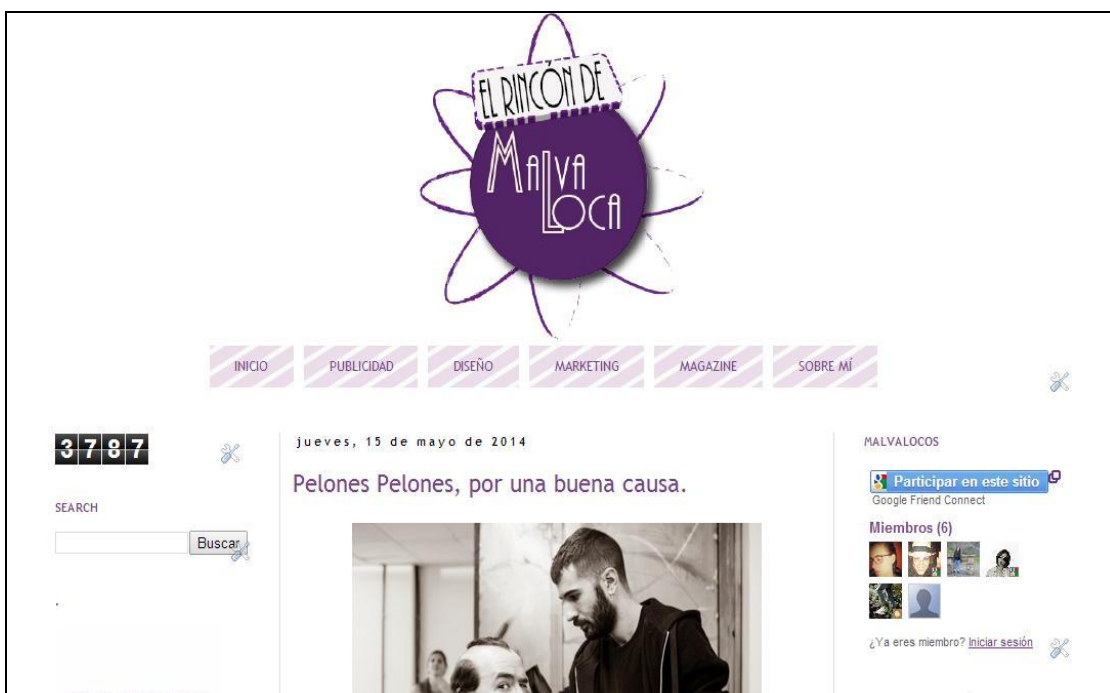 EL RINCÓN DE
MALVA
LOCA
INICIO
PUBLICIDAD
DISEÑO
MARKETING
MAGAZINE
SOBRE MÍ
3787
SEARCH
Buscar
.
jueves, 15 de mayo de 2014
Pelones Pelones, por una buena causa.
MALVALOCOS
Participar en este sitio
Google Friend Connect
Miembros (6)
¿Ya eres miembro? Iniciar sesión